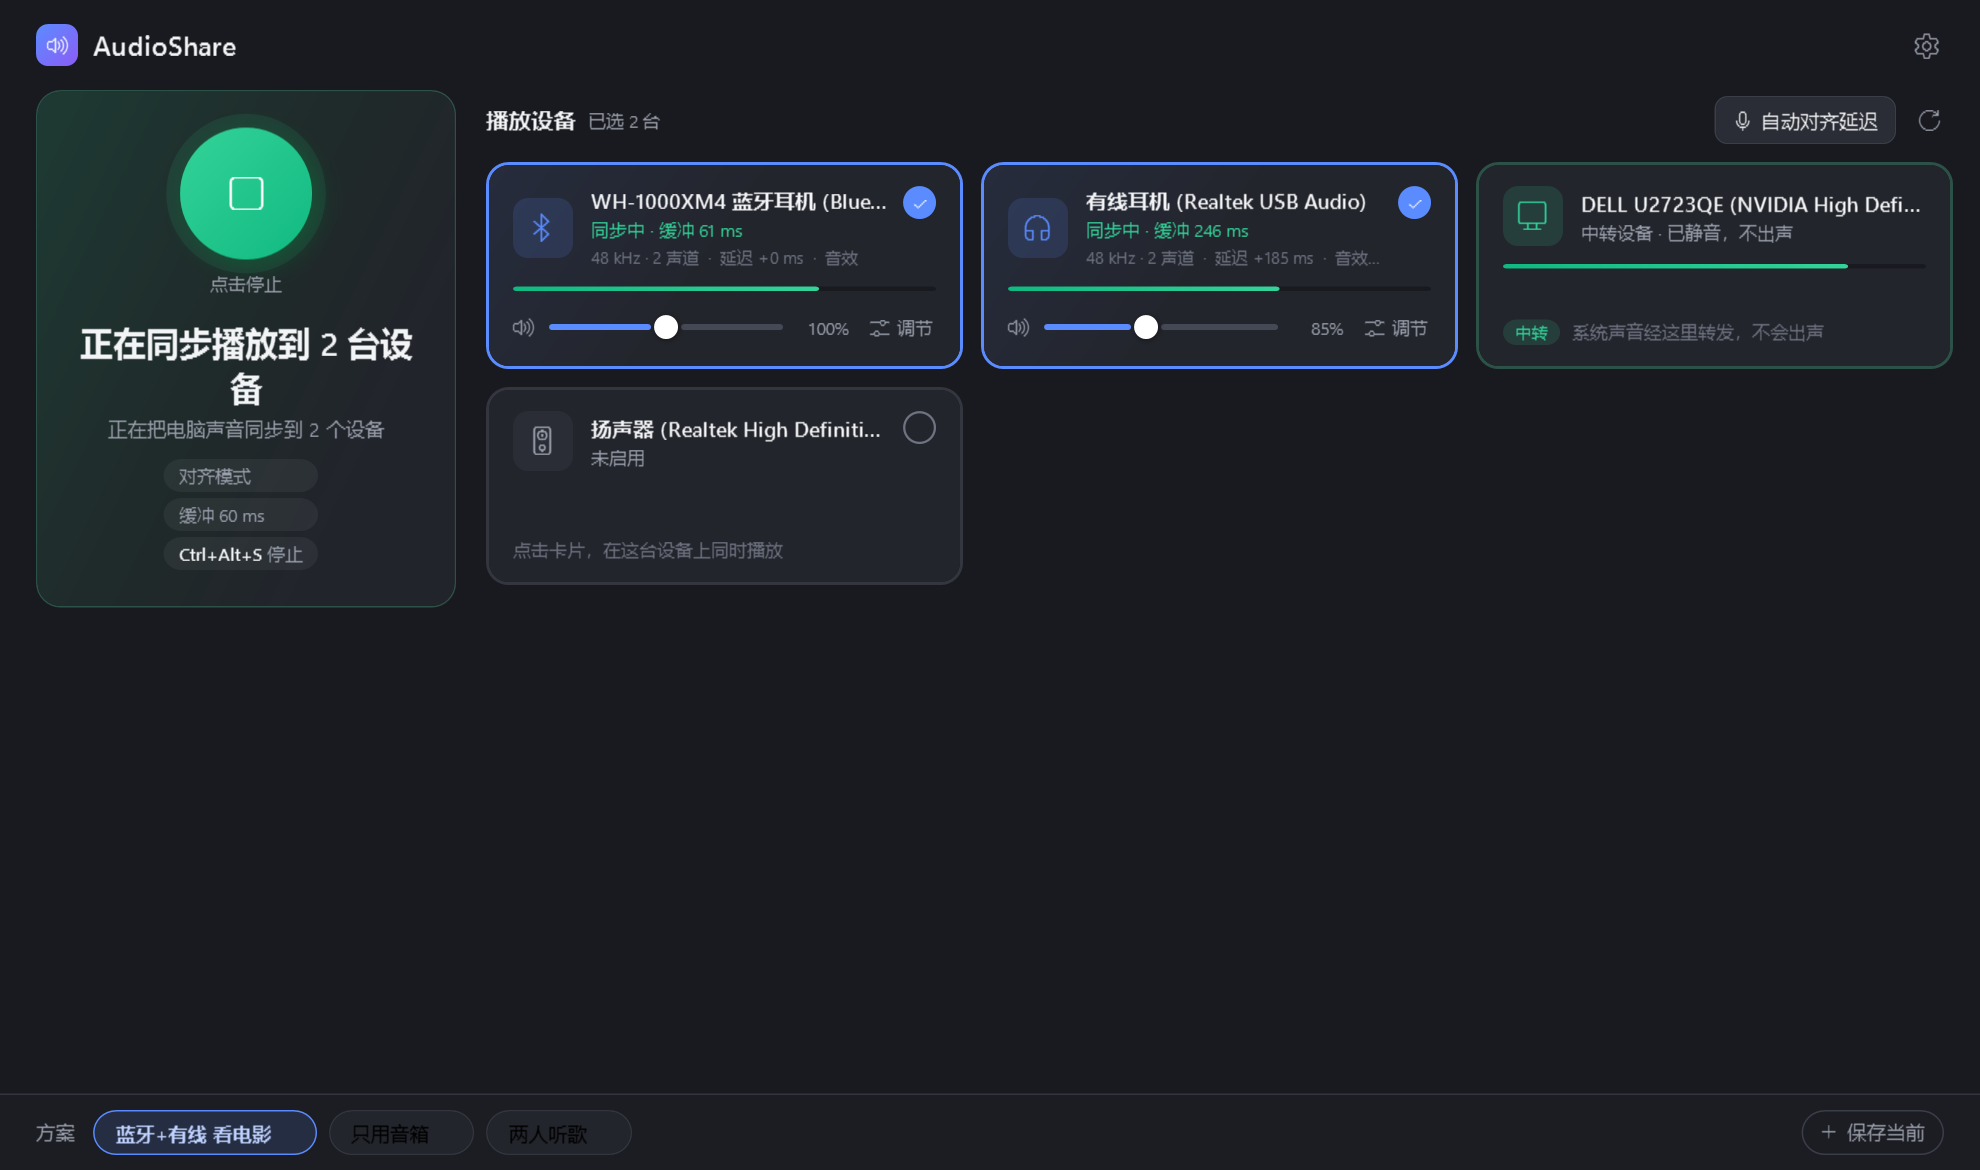 AudioShare
点击停止
正在同步播放到 2 台设
备
正在把电脑声音同步到 2 个设备
对齐模式
缓冲 60 ms
Ctrl+Alt+S 停止
播放设备 已选 2 台
自动对齐延迟
WH-1000XM4 蓝牙耳机 (Blue...
同步中 · 缓冲 61 ms
48 kHz · 2 声道 · 延迟 +0 ms · 音效
100% 调节
有线耳机 (Realtek USB Audio)
同步中 · 缓冲 246 ms
48 kHz · 2 声道 · 延迟 +185 ms · 音效...
85% 调节
DELL U2723QE (NVIDIA High Defi...
中转设备 · 已静音，不出声
中转 系统声音经这里转发，不会出声
扬声器 (Realtek High Definiti...
未启用
点击卡片，在这台设备上同时播放
方案 蓝牙+有线 看电影 只用音箱 两人听歌 + 保存当前